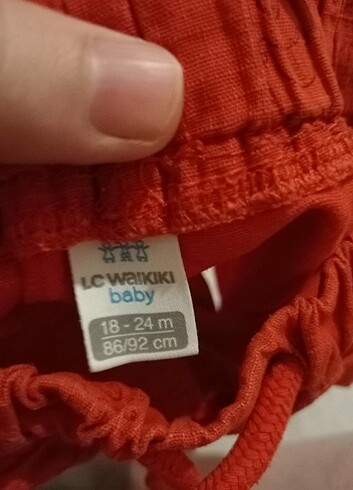 LC WAIKIKI
baby
18 - 24 m
86/92 cm